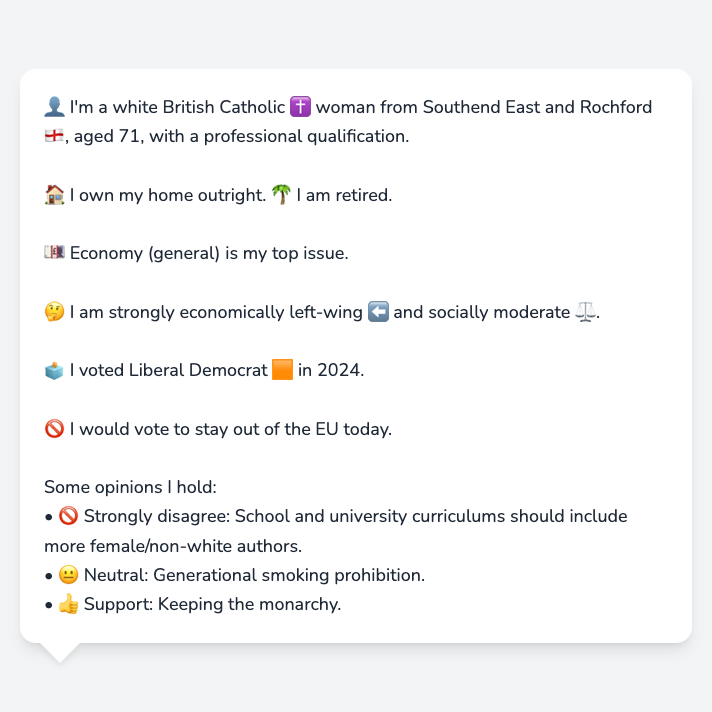 👤 I'm a white British Catholic ✝️ woman from Southend East and Rochford
🏴󠁧󠁢󠁥󠁮󠁧󠁿, aged 71, with a professional qualification.
🏠 I own my home outright. 🌴 I am retired.
💷 Economy (general) is my top issue.
🤔 I am strongly economically left-wing ⬅️ and socially moderate ⚖️.
🗳️ I voted Liberal Democrat 🟧 in 2024.
🚫 I would vote to stay out of the EU today.
Some opinions I hold:
• 🚫 Strongly disagree: School and university curriculums should include
more female/non-white authors.
• 😐 Neutral: Generational smoking prohibition.
• 👍 Support: Keeping the monarchy.